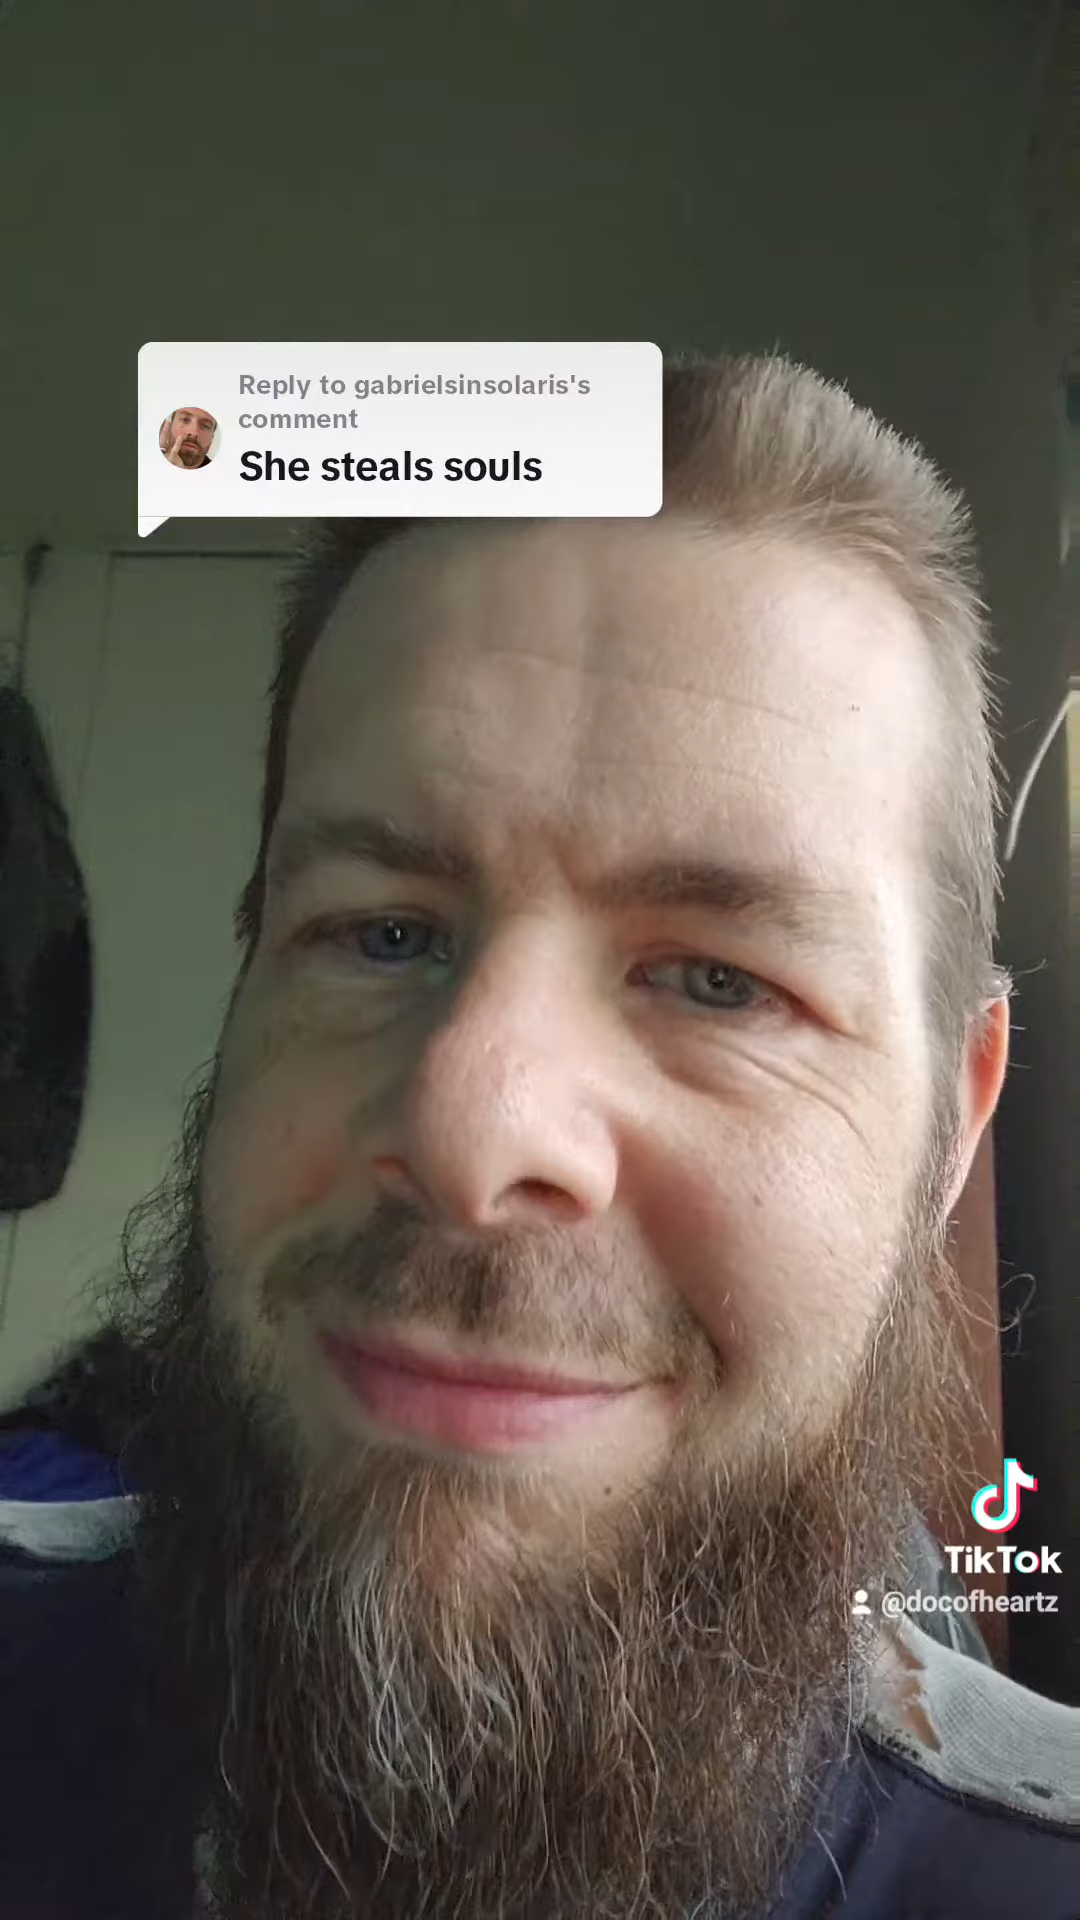 Reply to gabrielsinsolaris's
comment
She steals souls
TikTok
@docofheartz